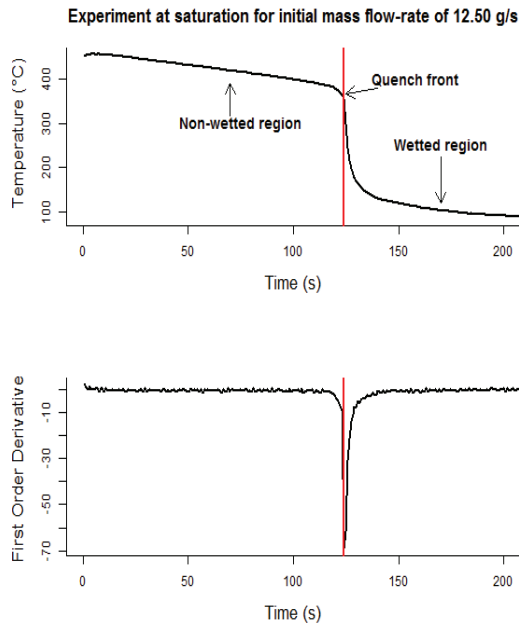 Experiment at saturation for initial mass flow-rate of 12.50 g/s
Temperature (°C)
400
300
200
100
Quench front
Non-wetted region
Wetted region
0
50
100
150
200
Time (s)
First Order Derivative
-10
-30
-50
-70
0
50
100
150
200
Time (s)